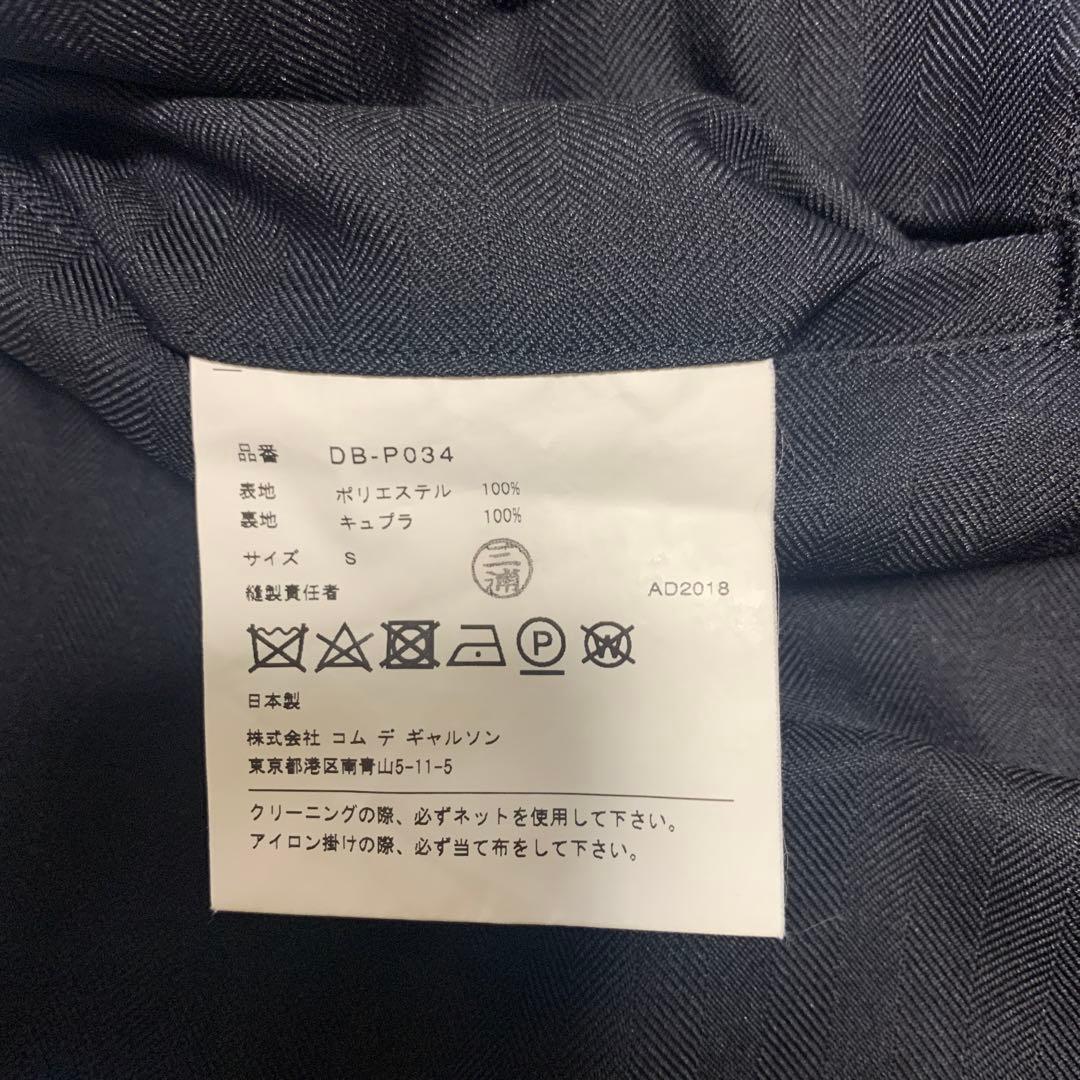 品番 DB-P034
表地 ポリエステル 100%
裏地 キュプラ 100%
サイズ S
三浦
縫製責任者 AD2018
P W
日本製
株式会社 コム デ ギャルソン
東京都港区南青山5-11-5
クリーニングの際、必ずネットを使用して下さい。
アイロン掛けの際、必ず当て布をして下さい。